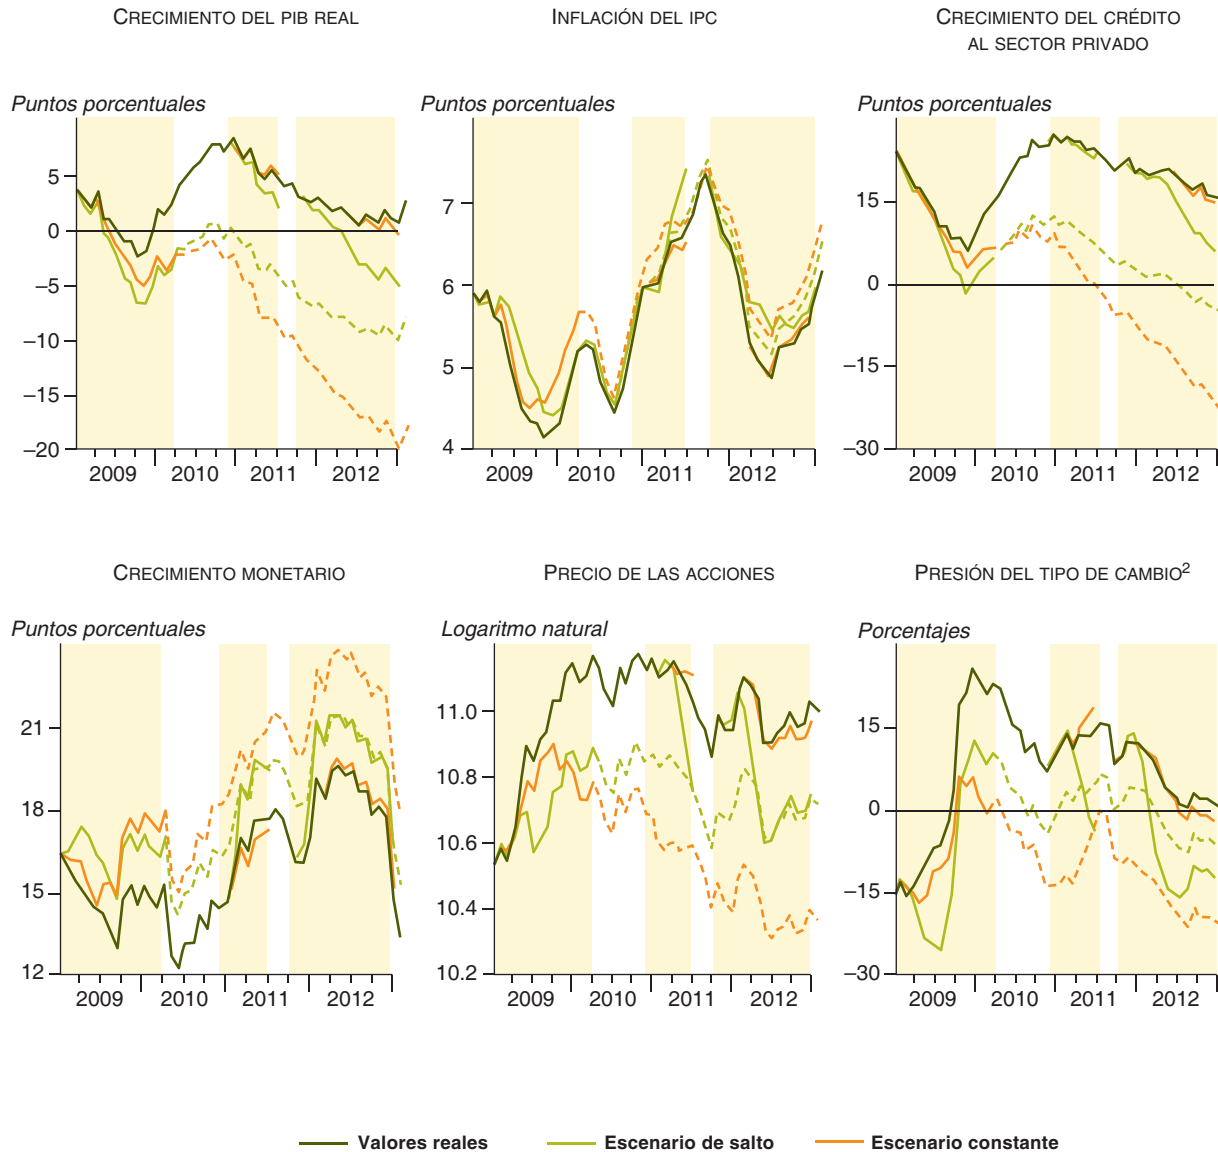 CRECIMIENTO DEL PIB REAL
INFLACIÓN DEL IPC
CRECIMIENTO DEL CRÉDITO
AL SECTOR PRIVADO
Puntos porcentuales
Puntos porcentuales
Puntos porcentuales
5
0
–5
–10
–15
–20
2009 2010 2011 2012
7
6
5
4
2009 2010 2011 2012
15
0
–15
–30
2009 2010 2011 2012
CRECIMIENTO MONETARIO
PRECIO DE LAS ACCIONES
PRESIÓN DEL TIPO DE CAMBIO2
Puntos porcentuales
Logaritmo natural
Porcentajes
21
18
15
12
2009 2010 2011 2012
11.0
10.8
10.6
10.4
10.2
2009 2010 2011 2012
15
0
–15
–30
2009 2010 2011 2012
Valores reales Escenario de salto Escenario constante